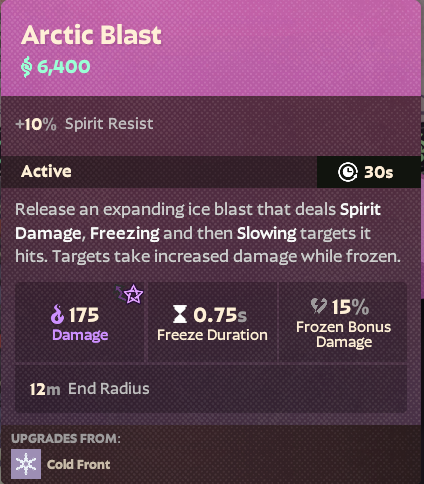 Arctic Blast
6,400
+10% Spirit Resist
Active
30s
Release an expanding ice blast that deals Spirit
Damage, Freezing and then Slowing targets it
hits. Targets take increased damage while frozen.
175
Damage
0.75s
Freeze Duration
15%
Frozen Bonus
Damage
12m End Radius
UPGRADES FROM:
Cold Front